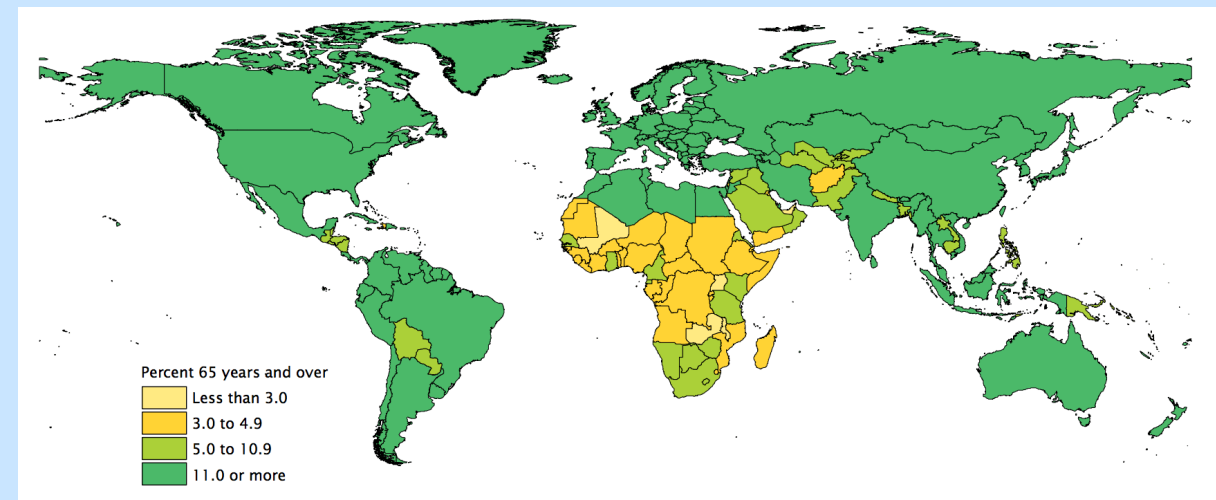 Percent 65 years and over
Less than 3.0
3.0 to 4.9
5.0 to 10.9
11.0 or more